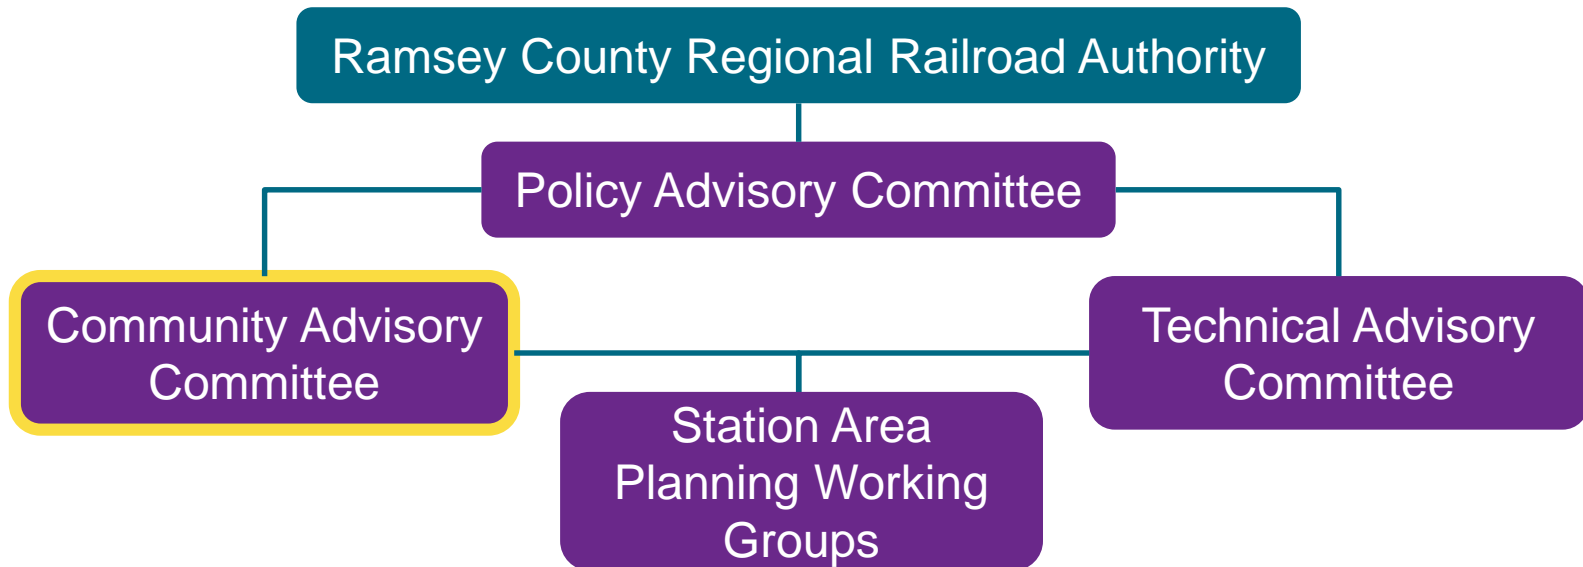 Ramsey County Regional Railroad Authority
Policy Advisory Committee
Community Advisory
Committee
Technical Advisory
Committee
Station Area
Planning Working
Groups